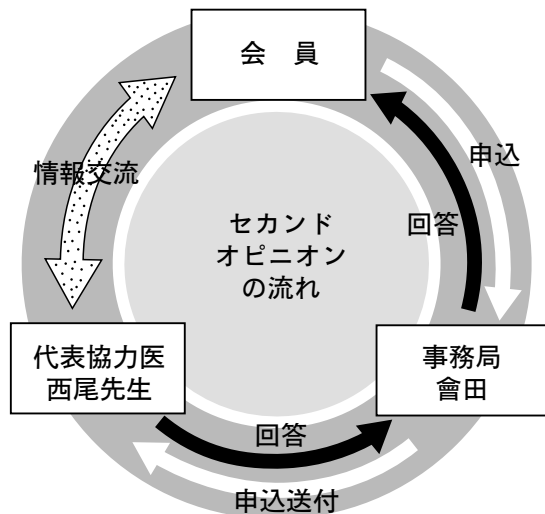 会　員
申込
情報交流
回答
セカンド
オピニオン
の流れ
代表協力医
西尾先生
事務局
會田
回答
申込送付